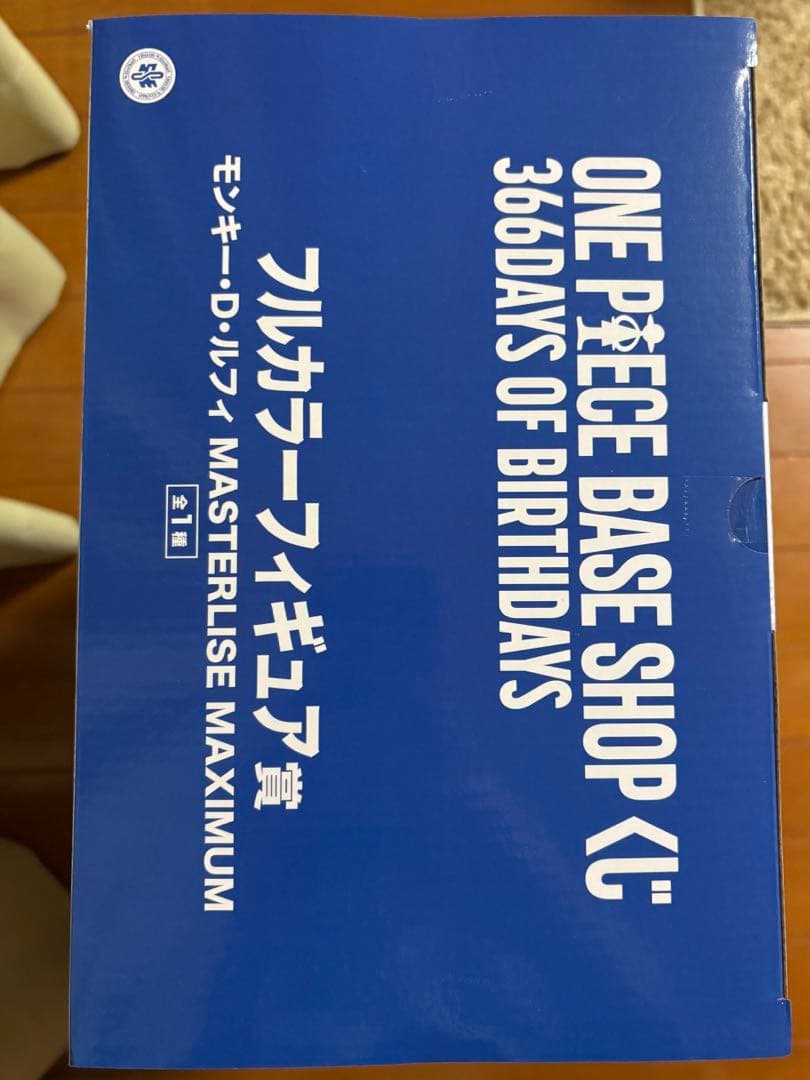 ONE PIECE BASE SHOP くじ
366DAYS OF BIRTHDAYS
フルカラーフィギュア賞
モンキー・D・ルフィ MASTERLISE MAXIMUM
全1種